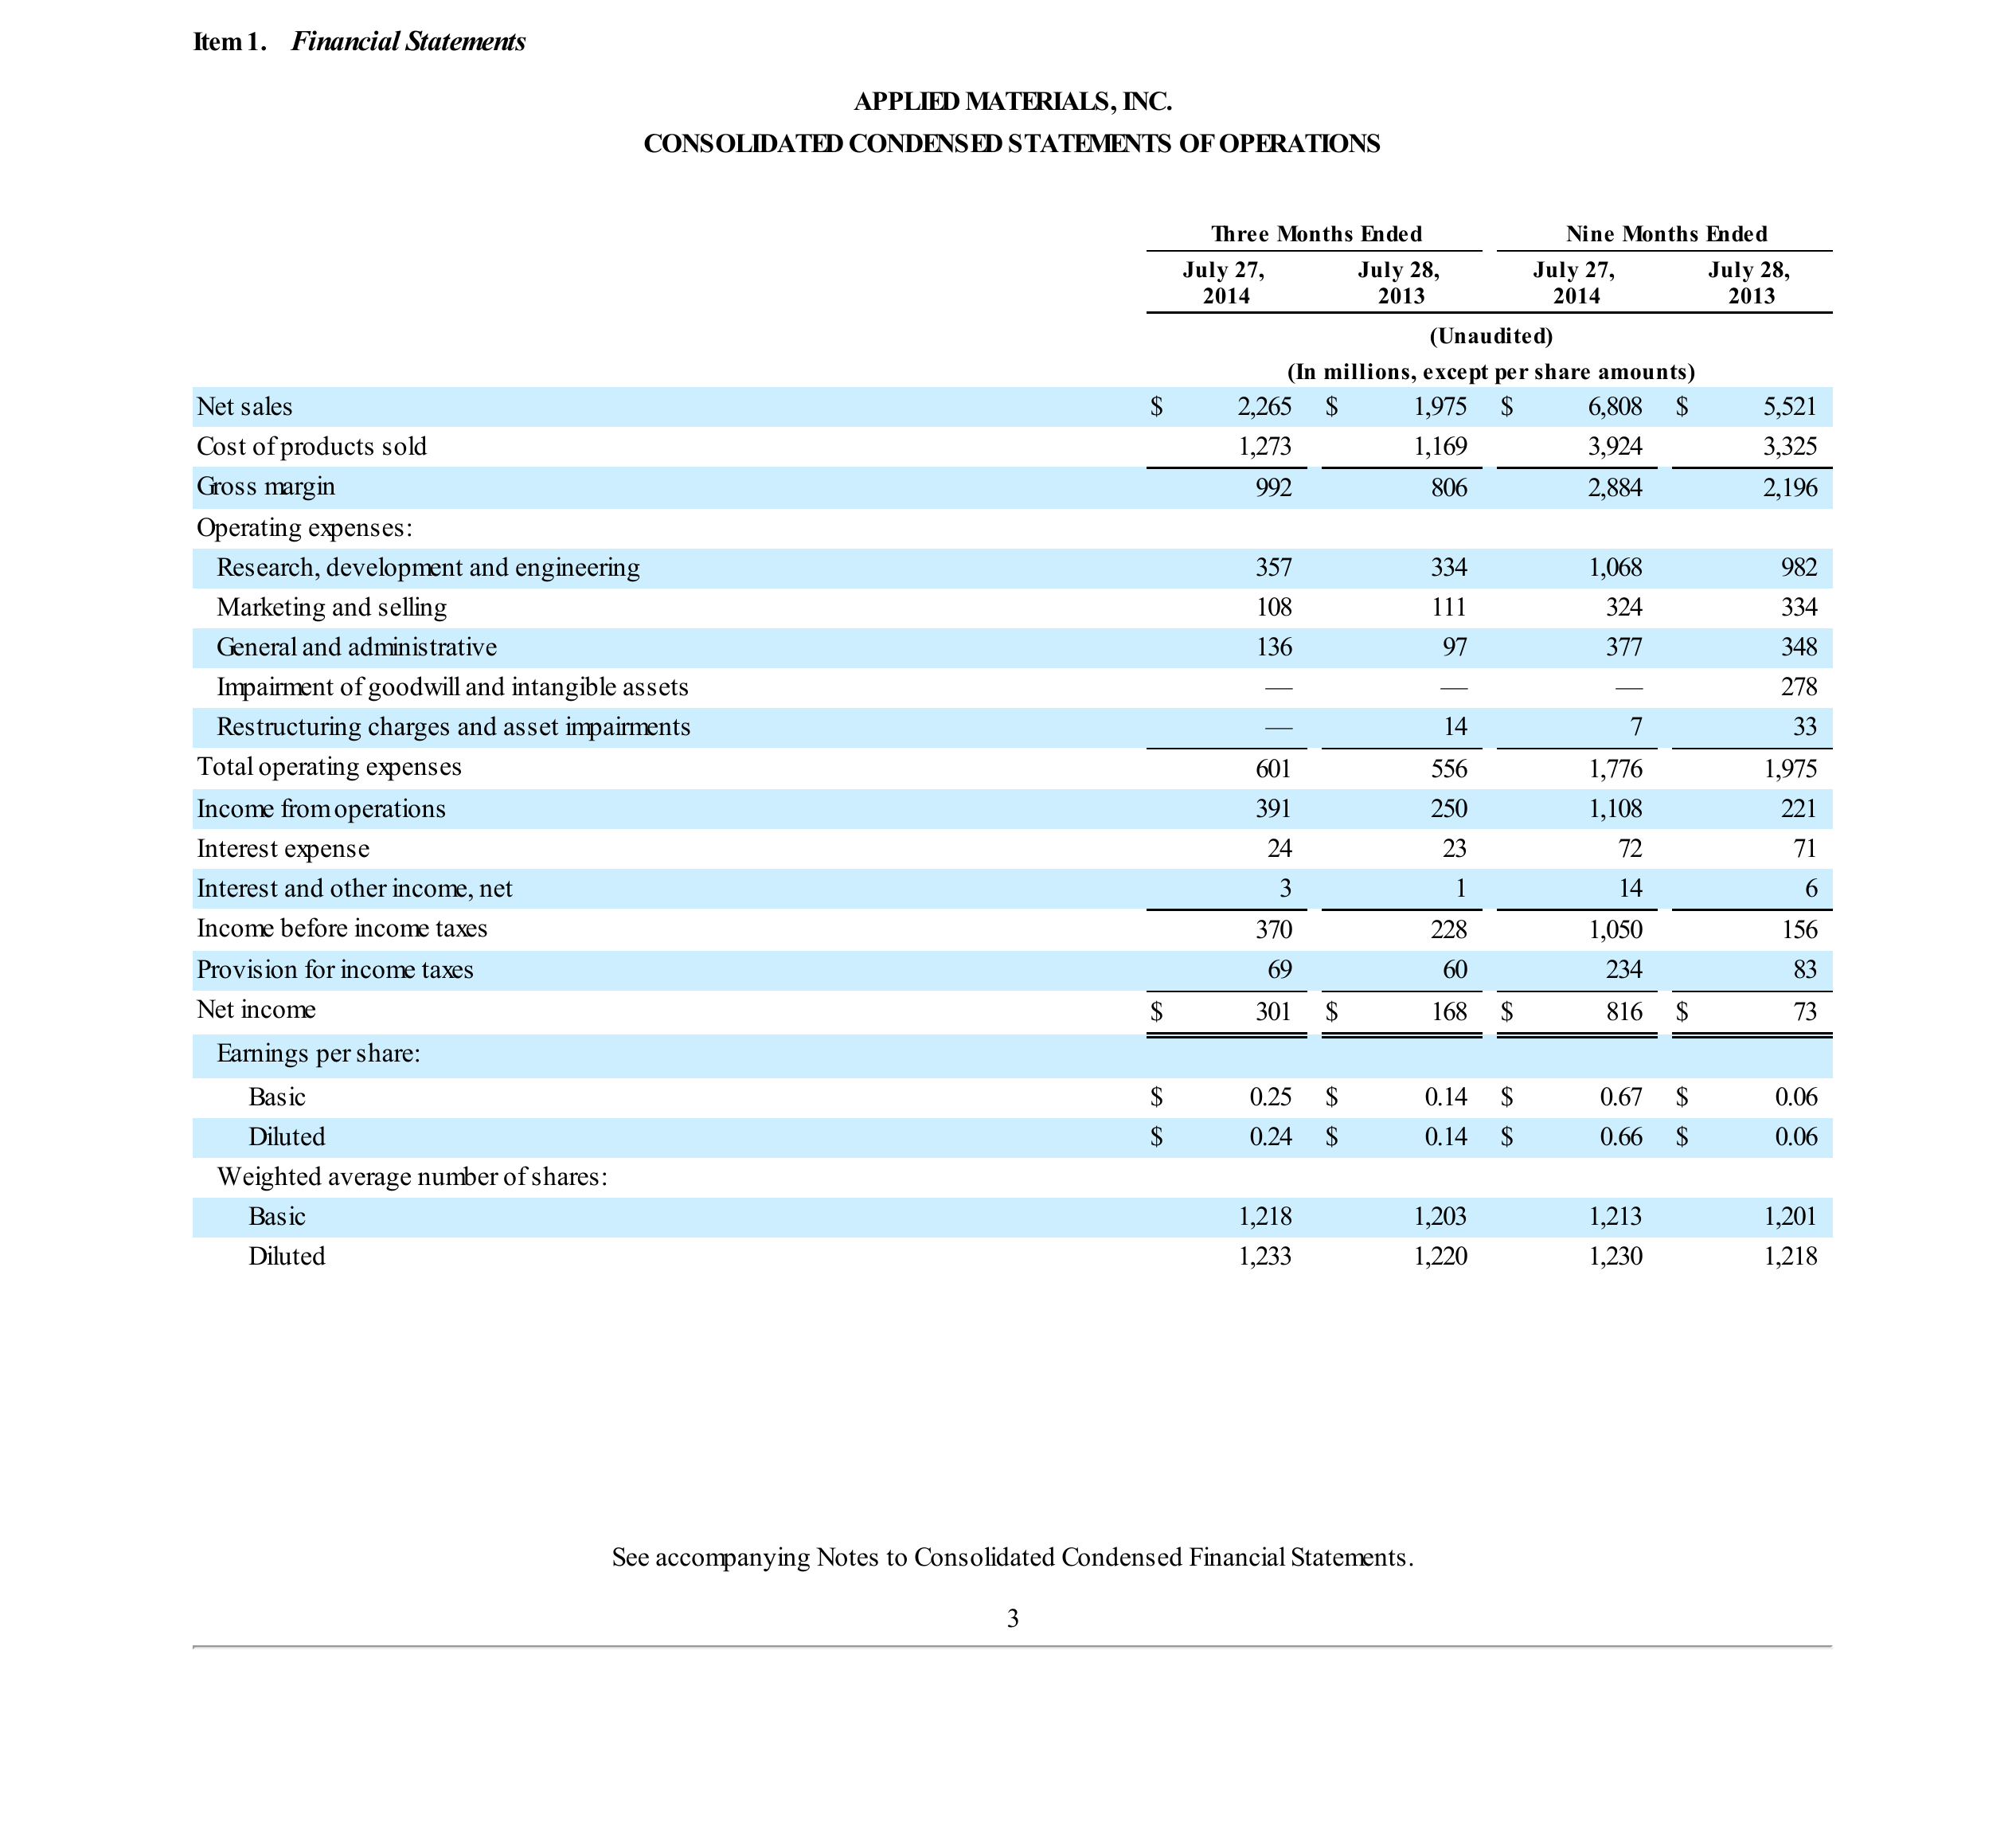 Item 1. Financial Statements
APPLIED MATERIALS, INC.
CONSOLIDATED CONDENSED STATEMENTS OF OPERATIONS
Three Months Ended Nine Months Ended
July 27, 2014 July 28, 2013 July 27, 2014 July 28, 2013
(Unaudited)
(In millions, except per share amounts)
Net sales $ 2,265 $ 1,975 $ 6,808 $ 5,521
Cost of products sold 1,273 1,169 3,924 3,325
Gross margin 992 806 2,884 2,196
Operating expenses:
Research, development and engineering 357 334 1,068 982
Marketing and selling 108 111 324 334
General and administrative 136 97 377 348
Impairment of goodwill and intangible assets — — — 278
Restructuring charges and asset impairments — 14 7 33
Total operating expenses 601 556 1,776 1,975
Income from operations 391 250 1,108 221
Interest expense 24 23 72 71
Interest and other income, net 3 1 14 6
Income before income taxes 370 228 1,050 156
Provision for income taxes 69 60 234 83
Net income $ 301 $ 168 $ 816 $ 73
Earnings per share:
Basic $ 0.25 $ 0.14 $ 0.67 $ 0.06
Diluted $ 0.24 $ 0.14 $ 0.66 $ 0.06
Weighted average number of shares:
Basic 1,218 1,203 1,213 1,201
Diluted 1,233 1,220 1,230 1,218
See accompanying Notes to Consolidated Condensed Financial Statements.
3